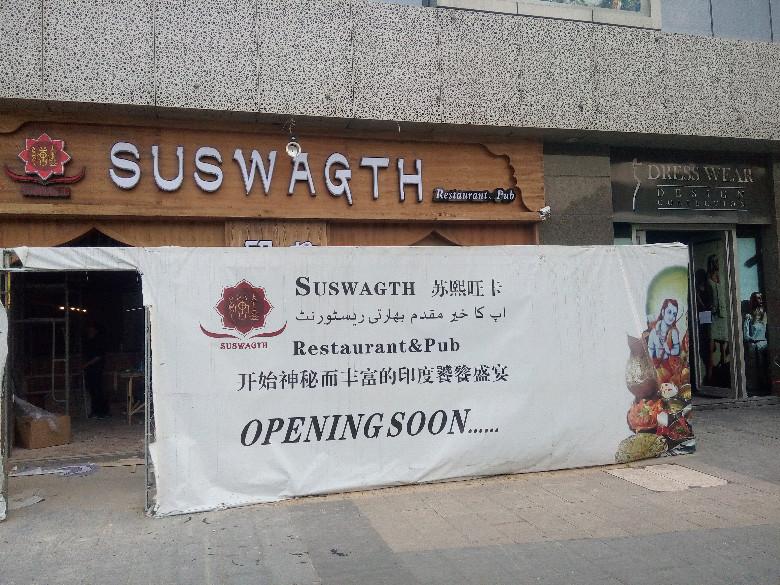 SUSWAGTH
Restaurant & Pub
DRESS WEAR
DESIGN
COLLECTION
SUSWAGTH 苏熙旺卡
اپ کا خیر مقدم بھارتی ریسٹورنٹ
SUSWAGTH
Restaurant&Pub
开始神秘而丰富的印度饕餮盛宴
OPENING SOON......